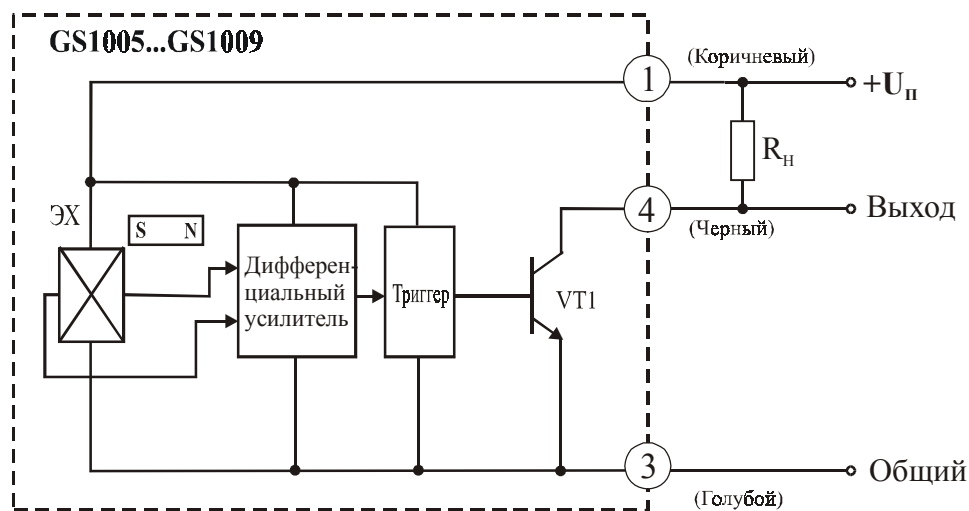 GS1005...GS1009
(Коричневый)
1
+Uп
Rн
ЭХ
S N
4
Выход
(Черный)
Дифферен-
циальный
усилитель
Триггер
VT1
3
Общий
(Голубой)